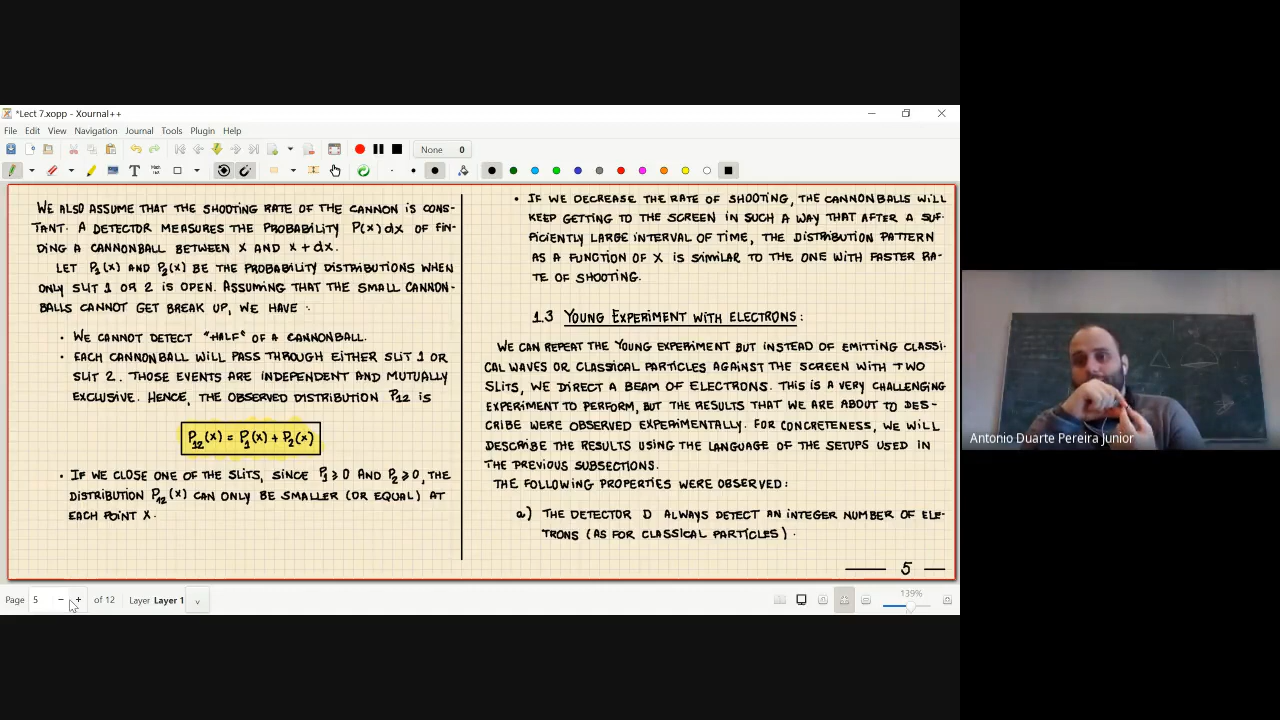 *Lect 7.xopp - Xournal++
File Edit View Navigation Journal Tools Plugin Help
None 0
WE ALSO ASSUME THAT THE SHOOTING RATE OF THE CANNON IS CONS-
TANT. A DETECTOR MEASURES THE PROBABILITY P(x)dx OF FIN-
DING A CANNONBALL BETWEEN X AND X + dX.
LET P₁(x) AND P₂(x) BE THE PROBABILITY DISTRIBUTIONS WHEN
ONLY SLIT 1 OR 2 IS OPEN. ASSUMING THAT THE SMALL CANNON-
BALLS CANNOT GET BREAK UP, WE HAVE :
• WE CANNOT DETECT "HALF" OF A CANNONBALL.
• EACH CANNONBALL WILL PASS THROUGH EITHER SLIT 1 OR
SLIT 2. THOSE EVENTS ARE INDEPENDENT AND MUTUALLY
EXCLUSIVE. HENCE, THE OBSERVED DISTRIBUTION P12 IS
P₁₂(x) = P₁(x) + P₂(x)
• IF WE CLOSE ONE OF THE SLITS, SINCE P₁ ≥ 0 AND P₂ ≥ 0, THE
DISTRIBUTION P₁₂(x) CAN ONLY BE SMALLER (OR EQUAL) AT
EACH POINT X.
• IF WE DECREASE THE RATE OF SHOOTING, THE CANNONBALLS WILL
KEEP GETTING TO THE SCREEN IN SUCH A WAY THAT AFTER A SUF-
FICIENTLY LARGE INTERVAL OF TIME, THE DISTRIBUTION PATTERN
AS A FUNCTION OF X IS SIMILAR TO THE ONE WITH FASTER RA-
TE OF SHOOTING.
1.3 YOUNG EXPERIMENT WITH ELECTRONS:
WE CAN REPEAT THE YOUNG EXPERIMENT BUT INSTEAD OF EMITTING CLASSI-
CAL WAVES OR CLASSICAL PARTICLES AGAINST THE SCREEN WITH TWO
SLITS, WE DIRECT A BEAM OF ELECTRONS. THIS IS A VERY CHALLENGING
EXPERIMENT TO PERFORM, BUT THE RESULTS THAT WE ARE ABOUT TO DES-
CRIBE WERE OBSERVED EXPERIMENTALLY. FOR CONCRETENESS, WE WILL
DESCRIBE THE RESULTS USING THE LANGUAGE OF THE SETUPS USED IN
THE PREVIOUS SUBSECTIONS.
THE FOLLOWING PROPERTIES WERE OBSERVED:
a) THE DETECTOR D ALWAYS DETECT AN INTEGER NUMBER OF ELE-
TRONS (AS FOR CLASSICAL PARTICLES).
5
Page 5 − + of 12 Layer Layer 1
139%
Antonio Duarte Pereira Junior